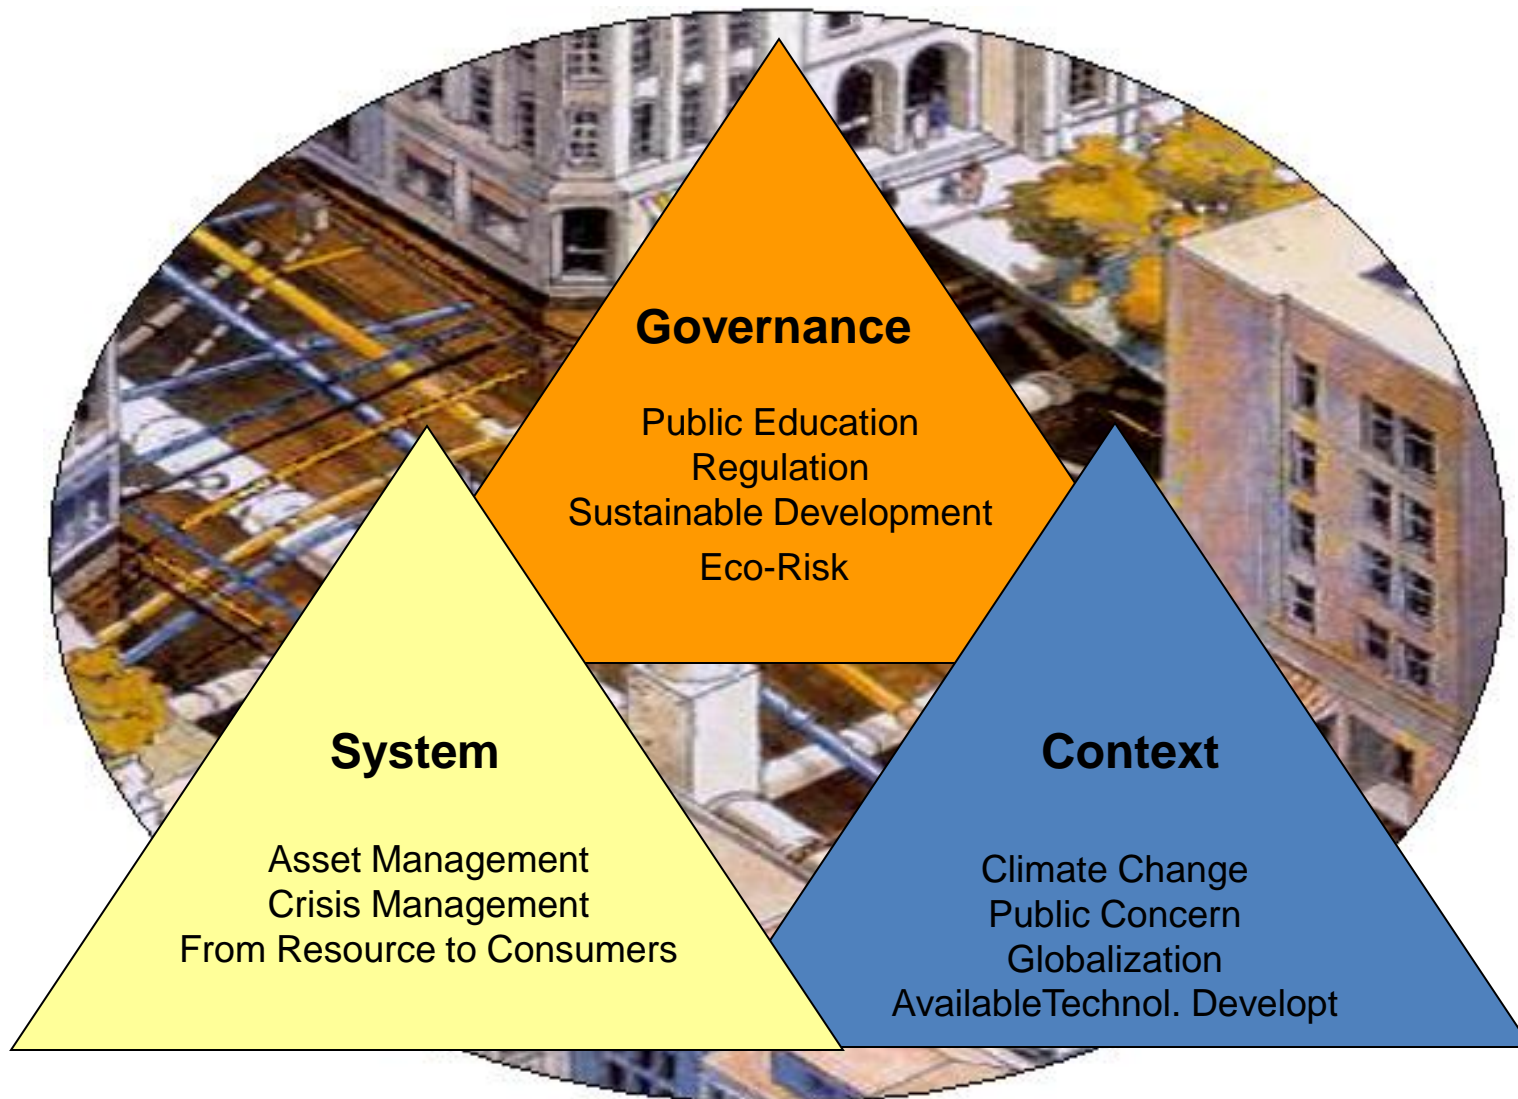 Governance
Public Education
Regulation
Sustainable Development
Eco-Risk
System
Asset Management
Crisis Management
From Resource to Consumers
Context
Climate Change
Public Concern
Globalization
AvailableTechnol. Developt